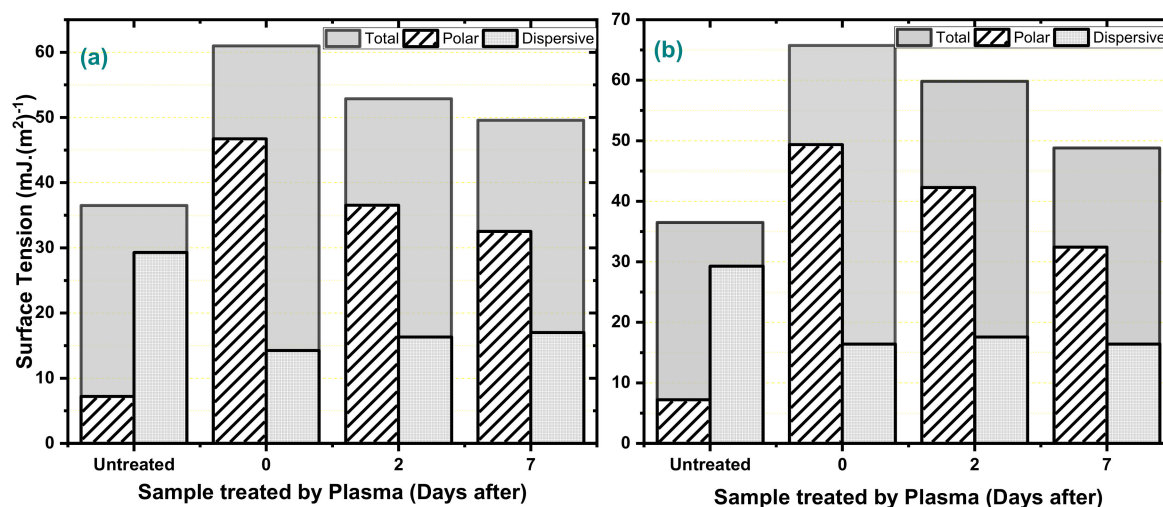 (a)
Total Polar Dispersive
Surface Tension (mJ.(m²)⁻¹)
60
50
40
30
20
10
0
Untreated 0 2 7
Sample treated by Plasma (Days after)
(b)
Total Polar Dispersive
70
60
50
40
30
20
10
0
Untreated 0 2 7
Sample treated by Plasma (Days after)